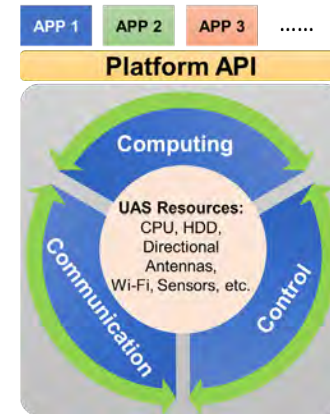 APP 1 APP 2 APP 3 ......
Platform API
Computing
UAS Resources:
CPU, HDD,
Directional
Antennas,
Wi-Fi, Sensors, etc.
Communication
Control